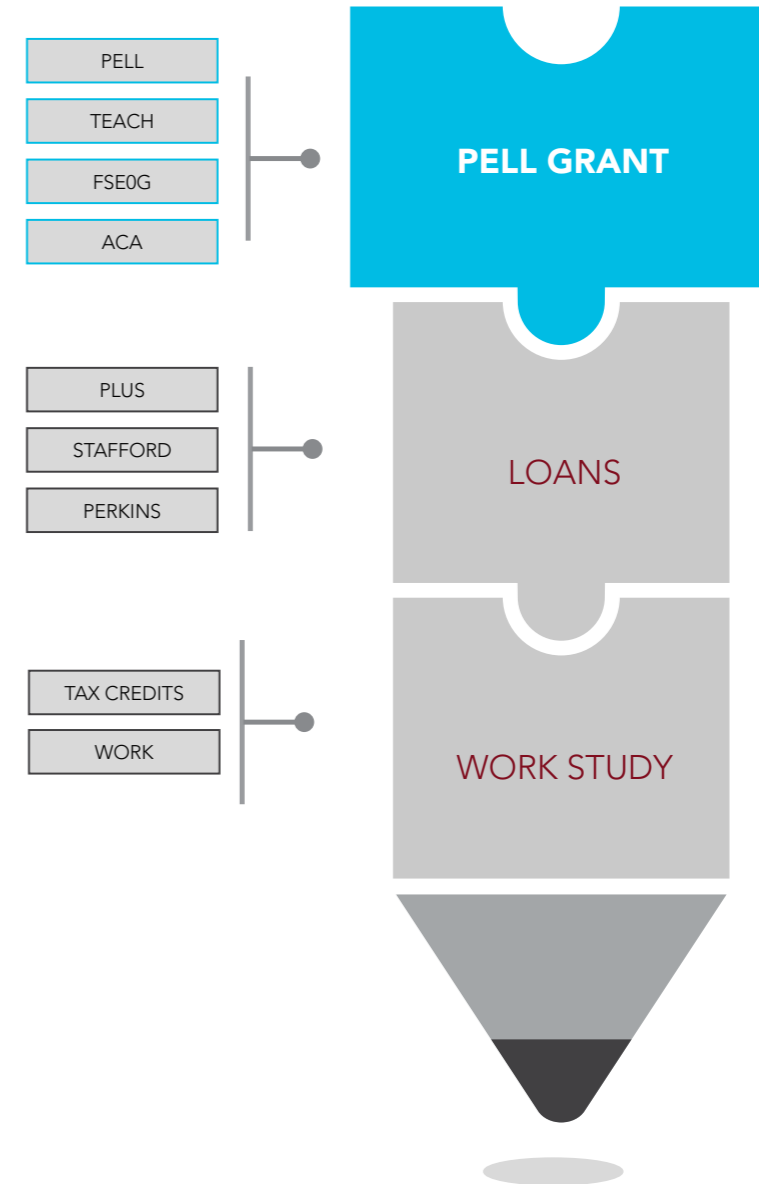 PELL
TEACH
FSE0G
ACA
PELL GRANT
PLUS
STAFFORD
PERKINS
LOANS
TAX CREDITS
WORK
WORK STUDY